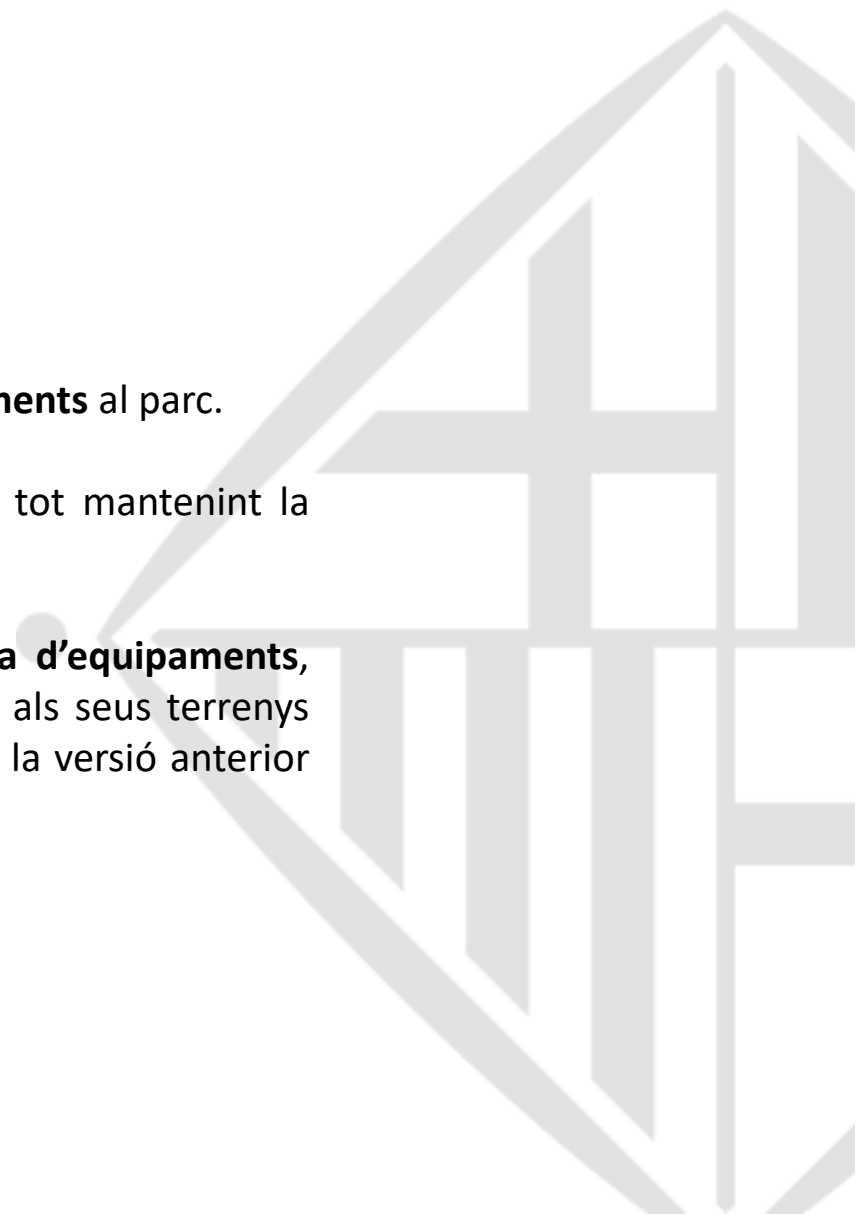 ments al parc.
tot mantenint la
a d’equipaments,
als seus terrenys
la versió anterior